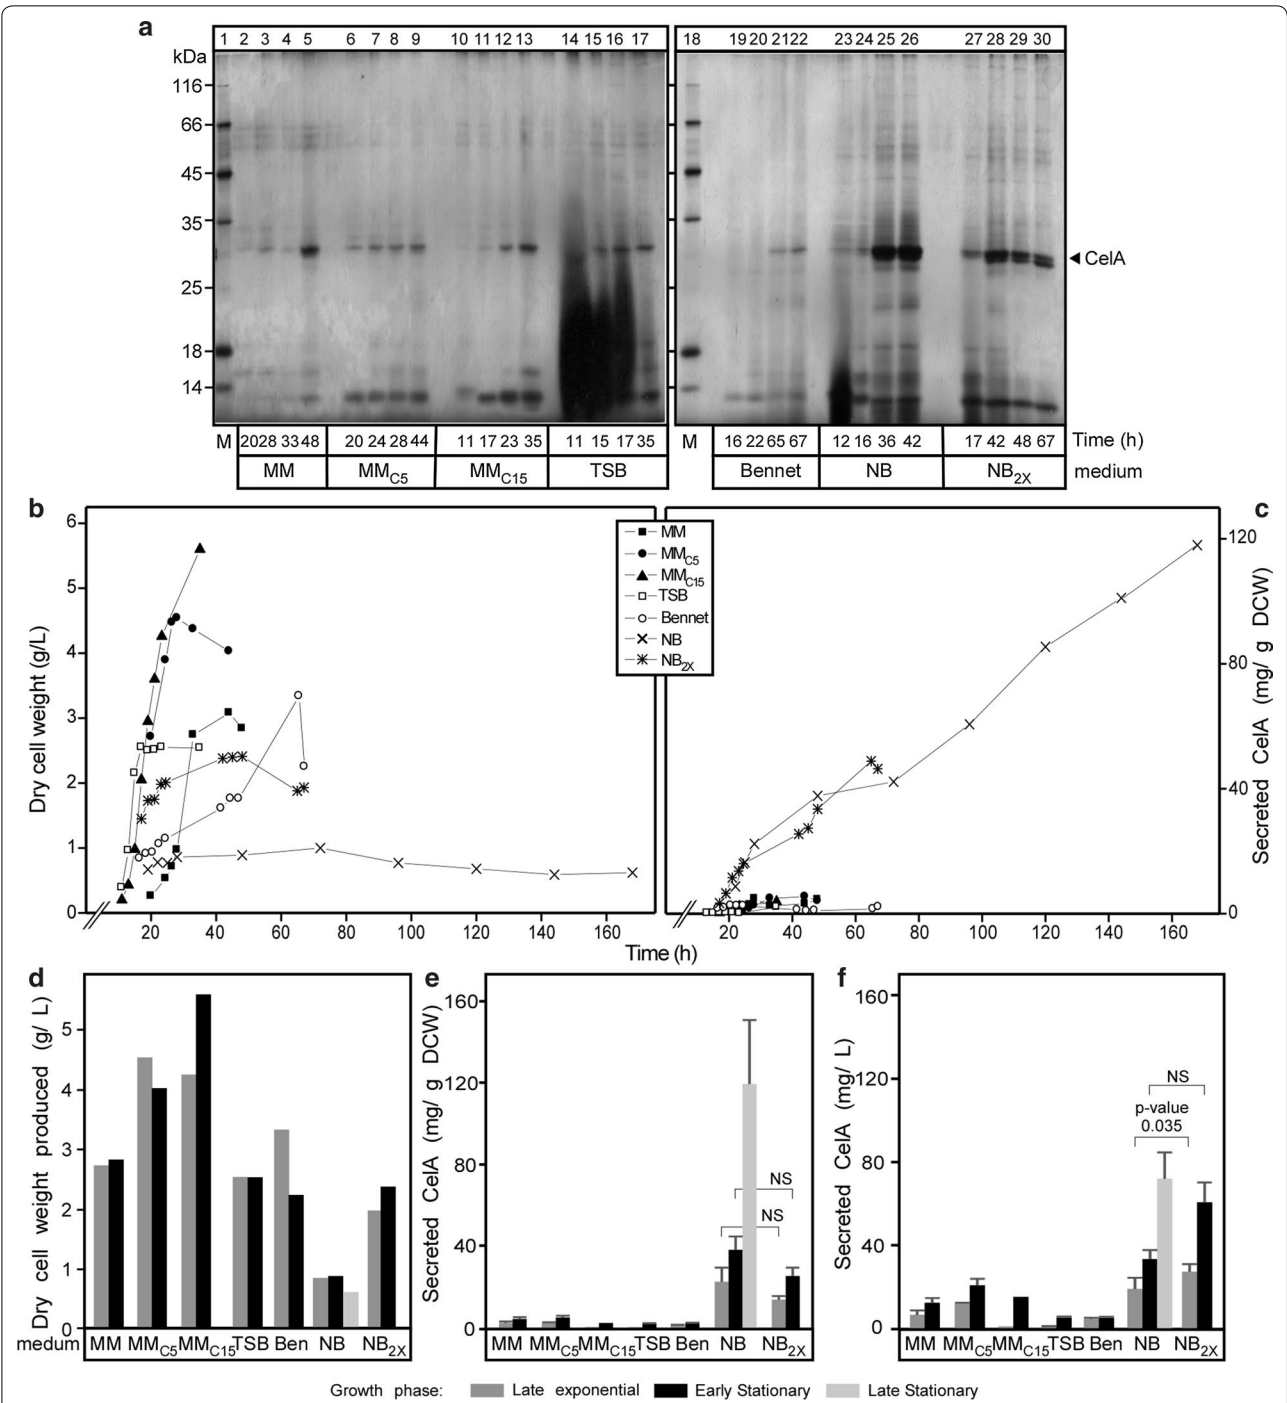 a
1 2 3 4 5 6 7 8 9 10 11 12 13 14 15 16 17 18 19 20 21 22 23 24 25 26 27 28 29 30
kDa
116
66
45
35
25
18
14
CelA
M 20 28 33 48 20 24 28 44 11 17 23 35 11 15 17 35 M 16 22 65 67 12 16 36 42 17 42 48 67 Time (h)
MM MMC5 MMC15 TSB Bennet NB NB2X medium
b
c
Dry cell weight (g/L)
6
5
4
3
2
1
0
20 40 60 80 100 120 140 160
MM
MMC5
MMC15
TSB
Bennet
NB
NB2X
Secreted CelA (mg/ g DCW)
120
80
40
0
20 40 60 80 100 120 140 160
Time (h)
d
Dry cell weight produced (g/ L)
5
4
3
2
1
0
medum MM MMC5 MMC15 TSB Ben NB NB2X
e
Secreted CelA (mg/ g DCW)
160
120
80
40
0
NS
NS
MM MMC5 MMC15 TSB Ben NB NB2X
f
Secreted CelA (mg/ L)
160
120
80
40
0
NS
p-value
0.035
MM MMC5 MMC15 TSB Ben NB NB2X
Growth phase: Late exponential Early Stationary Late Stationary